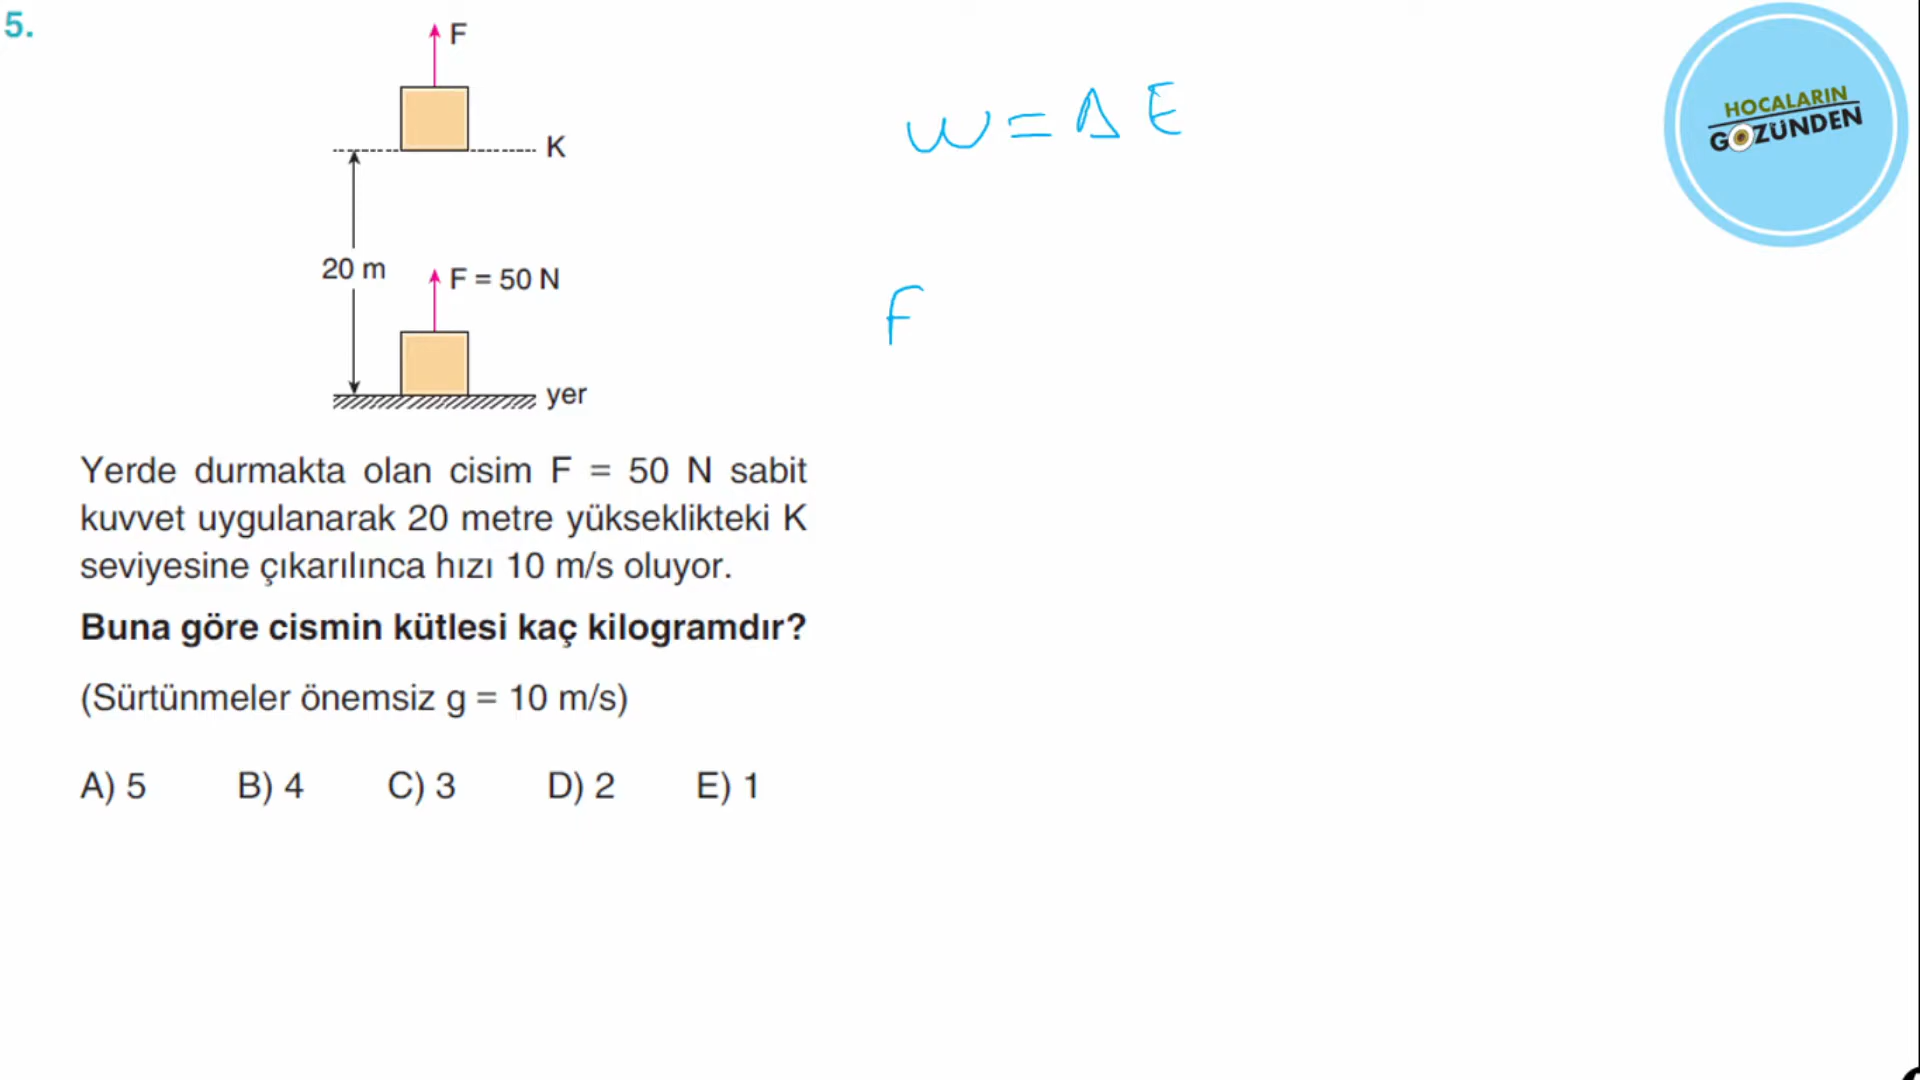 5.
F
K
20 m
F = 50 N
yer
W = Δ E
F
HOCALARIN
GÖZÜNDEN
Yerde durmakta olan cisim F = 50 N sabit
kuvvet uygulanarak 20 metre yükseklikteki K
seviyesine çıkarılınca hızı 10 m/s oluyor.
Buna göre cismin kütlesi kaç kilogramdır?
(Sürtünmeler önemsiz g = 10 m/s)
A) 5 B) 4 C) 3 D) 2 E) 1